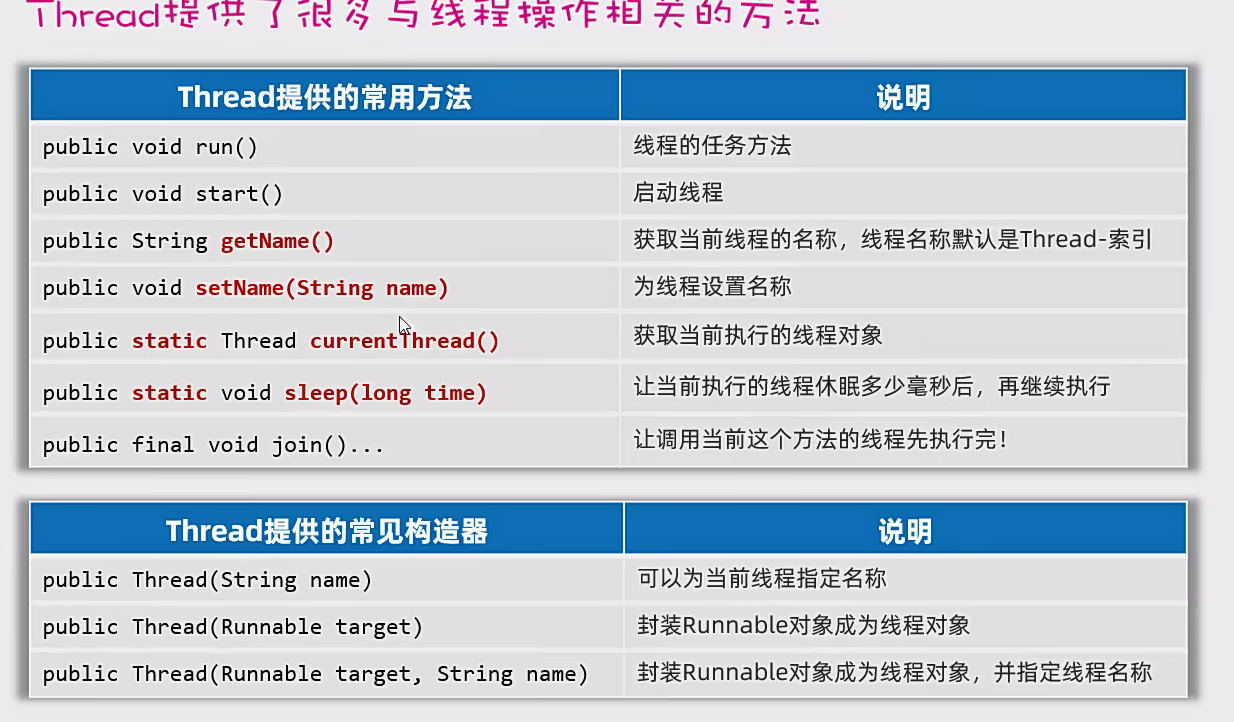 Thread提供了很多与线程操作相关的方法
Thread提供的常用方法 说明
public void run() 线程的任务方法
public void start() 启动线程
public String getName() 获取当前线程的名称，线程名称默认是Thread-索引
public void setName(String name) 为线程设置名称
public static Thread currentThread() 获取当前执行的线程对象
public static void sleep(long time) 让当前执行的线程休眠多少毫秒后，再继续执行
public final void join()... 让调用当前这个方法的线程先执行完！
Thread提供的常见构造器 说明
public Thread(String name) 可以为当前线程指定名称
public Thread(Runnable target) 封装Runnable对象成为线程对象
public Thread(Runnable target, String name) 封装Runnable对象成为线程对象，并指定线程名称